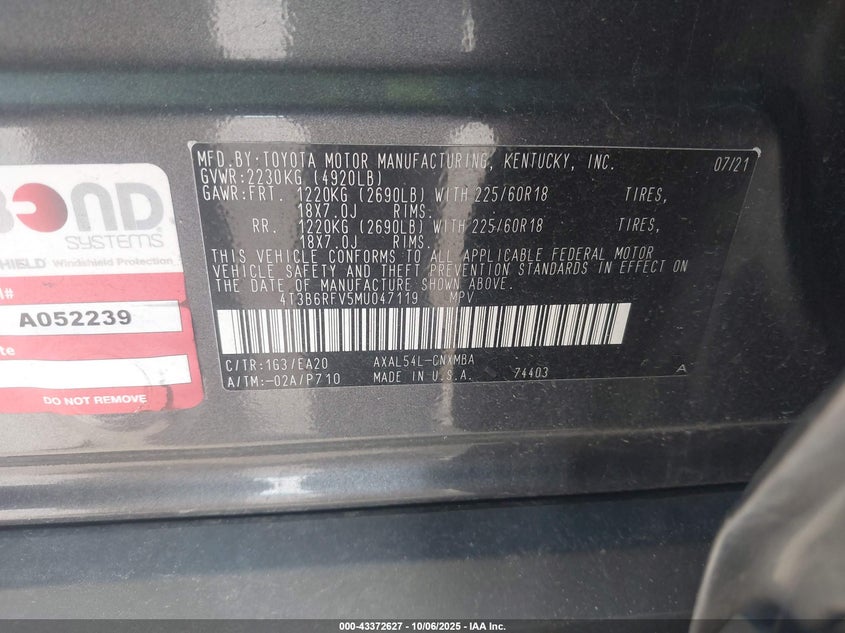 MFD.BY:TOYOTA MOTOR MANUFACTURING, KENTUCKY, INC. 07/21
GVWR:2230KG (4920LB)
GAWR:FRT. 1220KG (2690LB) WITH 225/60R18 TIRES,
18X7.0J RIMS.
RR. 1220KG (2690LB) WITH 225/60R18 TIRES,
18X7.0J RIMS.
THIS VEHICLE CONFORMS TO ALL APPLICABLE FEDERAL MOTOR
VEHICLE SAFETY AND THEFT PREVENTION STANDARDS IN EFFECT ON
THE DATE OF MANUFACTURE SHOWN ABOVE.
4T3B6RFV5MU047119 MPV
C/TR:1G3/EA20 AXAL54L-CNXMBA
A/TM:-02A/P710 MADE IN U.S.A. 74403 A
BOND
SYSTEMS
HIELD Windshield Protection
#
A052239
te
DO NOT REMOVE
000-43372627 - 10/06/2025 - IAA Inc.